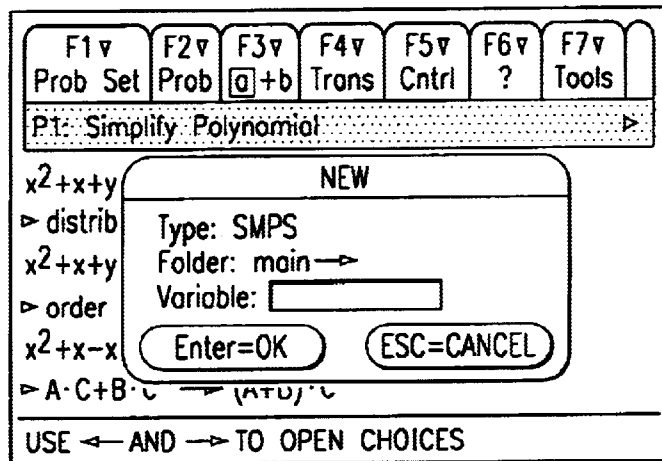 F1▿ F2▿ F3▿ F4▿ F5▿ F6▿ F7▿
Prob Set Prob a+b Trans Cntrl ? Tools
P1: Simplify Polynomial ▷
x²+x+y
▷ distrib
x²+x+y
▷ order
x²+x−x
▷ A·C+B·C → (A+B)·C
NEW
Type: SMPS
Folder: main→
Variable:
Enter=OK ESC=CANCEL
USE ← AND → TO OPEN CHOICES